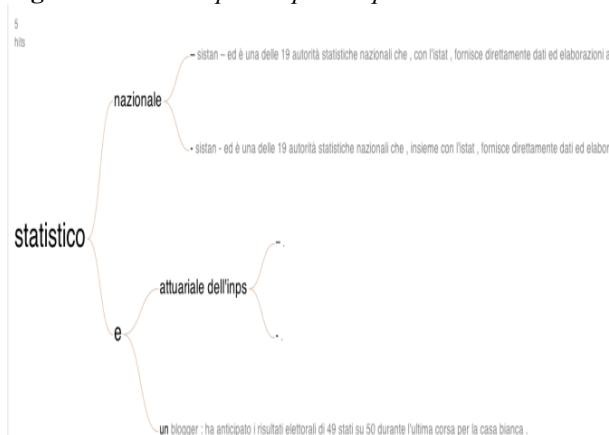 5
hits
– sistan – ed è una delle 19 autorità statistiche nazionali che , con l'istat , fornisce direttamente dati ed elaborazioni a
nazionale
- sistan - ed è una delle 19 autorità statistiche nazionali che , insieme con l'istat , fornisce direttamente dati ed elabor
statistico
– .
attuariale dell'inps
- .
e
un blogger : ha anticipato i risultati elettorali di 49 stati su 50 durante l'ultima corsa per la casa bianca .